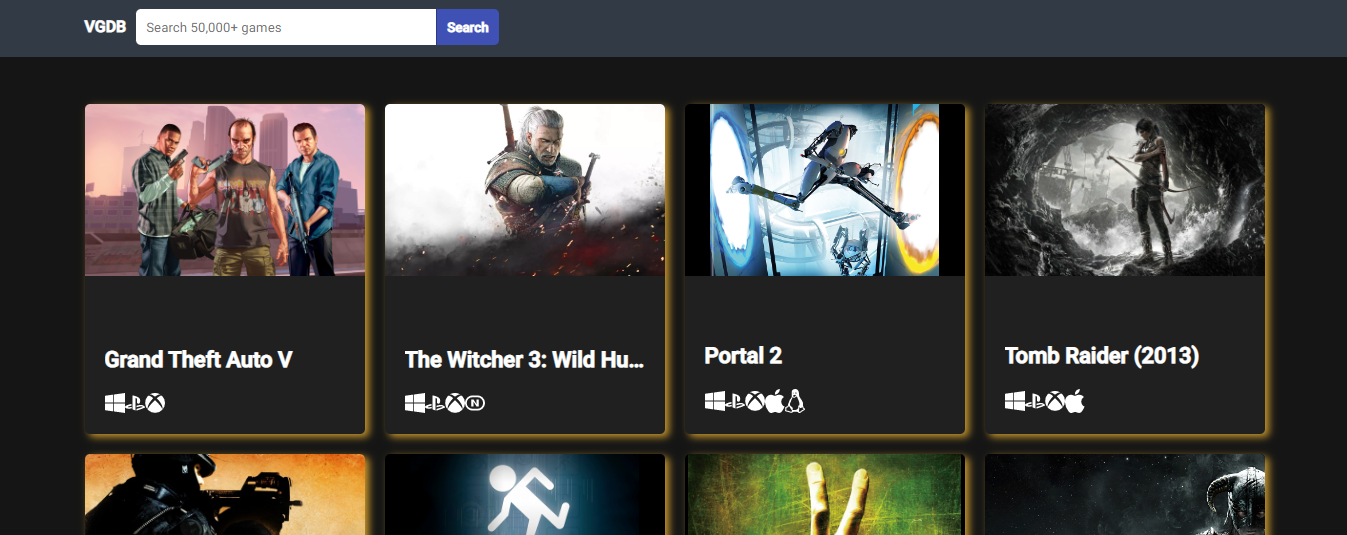 VGDB
Search 50,000+ games
Search
Grand Theft Auto V
The Witcher 3: Wild Hu...
Portal 2
Tomb Raider (2013)